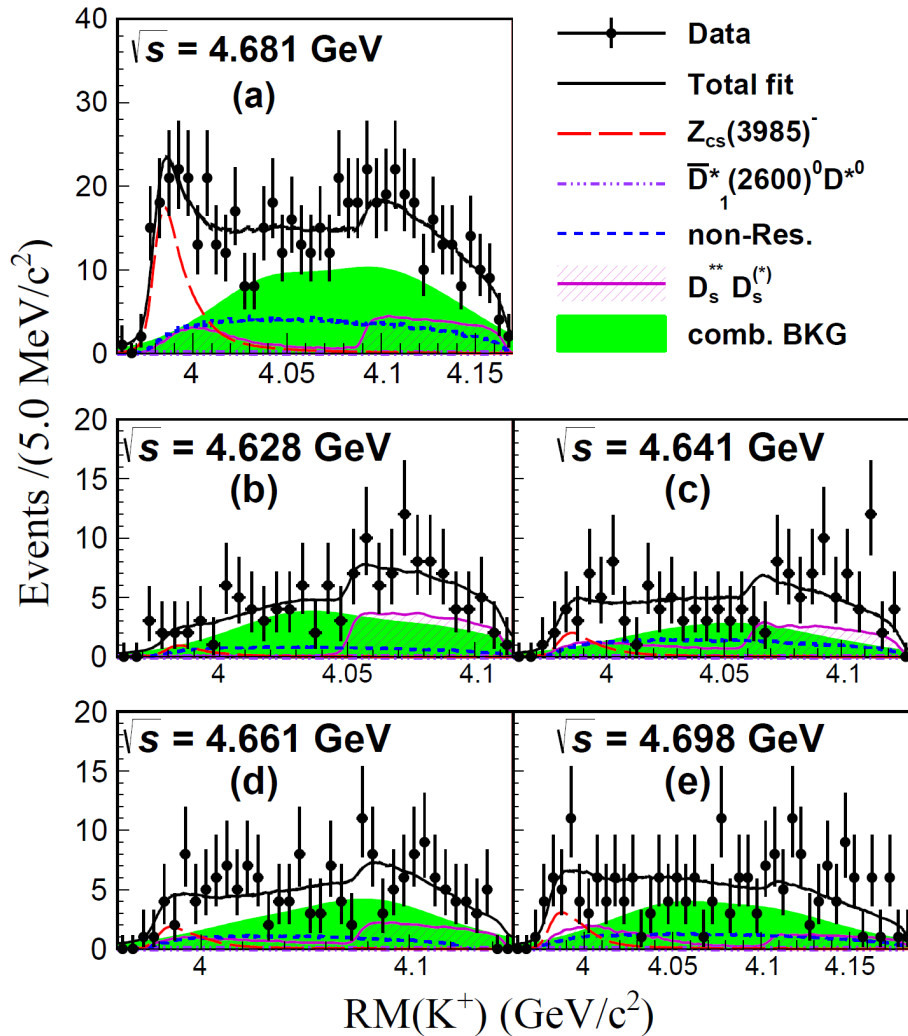 Events /(5.0 MeV/c²)
√s = 4.681 GeV
(a)
40
30
20
10
0
4 4.05 4.1 4.15
Data
Total fit
Z_cs(3985)⁻
D̄*₁(2600)⁰D*⁰
non-Res.
D_s** D_s^(*)
comb. BKG
√s = 4.628 GeV
(b)
20
15
10
5
0
4 4.05 4.1
√s = 4.641 GeV
(c)
4 4.05 4.1
√s = 4.661 GeV
(d)
20
15
10
5
0
4 4.1
√s = 4.698 GeV
(e)
4 4.05 4.1 4.15
RM(K⁺) (GeV/c²)